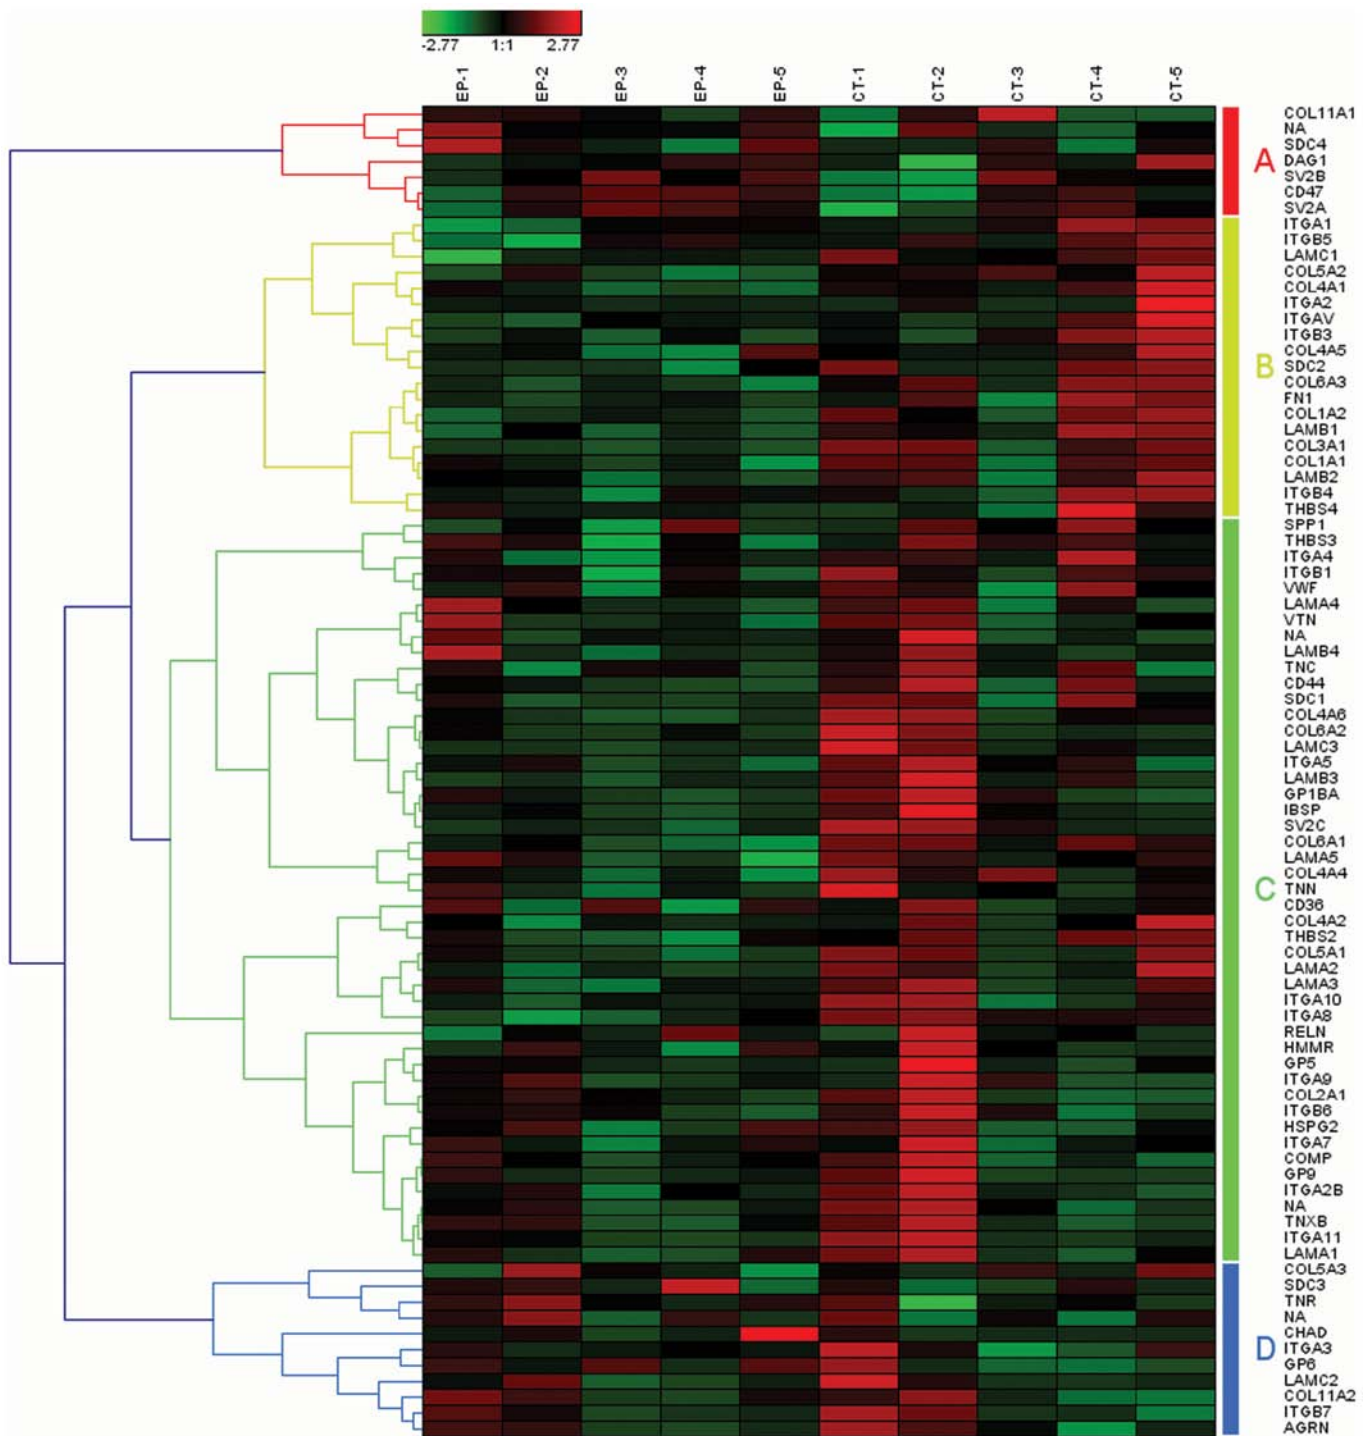 -2.77 1:1 2.77
EP-1 EP-2 EP-3 EP-4 EP-5 CT-1 CT-2 CT-3 CT-4 CT-5
COL11A1
NA
SDC4
DAG1
A
SV2B
CD47
SV2A
ITGA1
ITGB5
LAMC1
COL5A2
COL4A1
ITGA2
ITGAV
ITGB3
COL4A5
B
SDC2
COL6A3
FN1
COL1A2
LAMB1
COL3A1
COL1A1
LAMB2
ITGB4
THBS4
SPP1
THBS3
ITGA4
ITGB1
VWF
LAMA4
VTN
NA
LAMB4
TNC
CD44
SDC1
COL4A6
COL6A2
LAMC3
ITGA5
LAMB3
GP1BA
IBSP
SV2C
COL6A1
LAMA5
COL4A4
C
TNN
CD36
COL4A2
THBS2
COL5A1
LAMA2
LAMA3
ITGA10
ITGA8
RELN
HMMR
GP5
ITGA9
COL2A1
ITGB6
HSPG2
ITGA7
COMP
GP9
ITGA2B
NA
TNXB
ITGA11
LAMA1
COL5A3
SDC3
TNR
NA
CHAD
D
ITGA3
GP6
LAMC2
COL11A2
ITGB7
AGRN